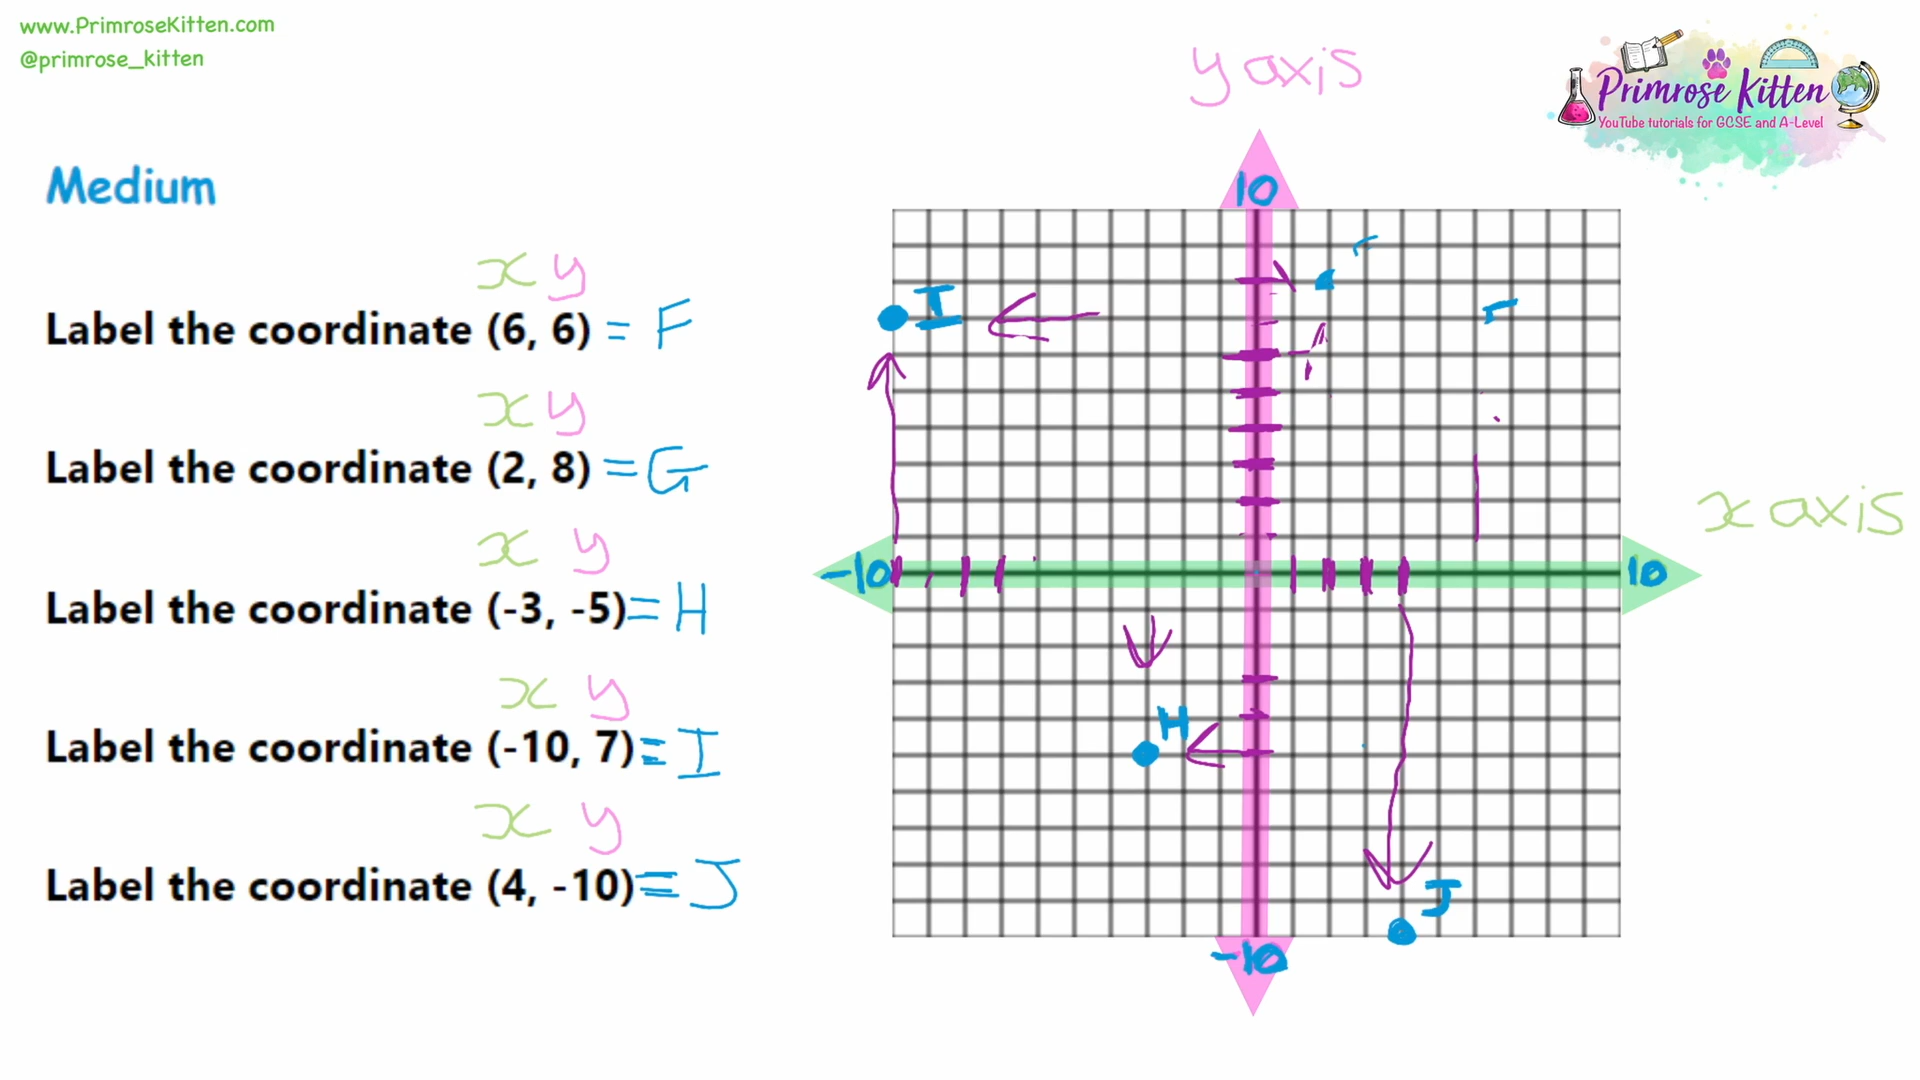 www.PrimroseKitten.com
@primrose_kitten
y axis
Primrose Kitten
YouTube tutorials for GCSE and A-Level
Medium
10
x y
Label the coordinate (6, 6) = F
I
x y
Label the coordinate (2, 8) = G
x axis
x y
-10
10
Label the coordinate (-3, -5) = H
x y
H
Label the coordinate (-10, 7) = I
x y
Label the coordinate (4, -10) = J
J
-10